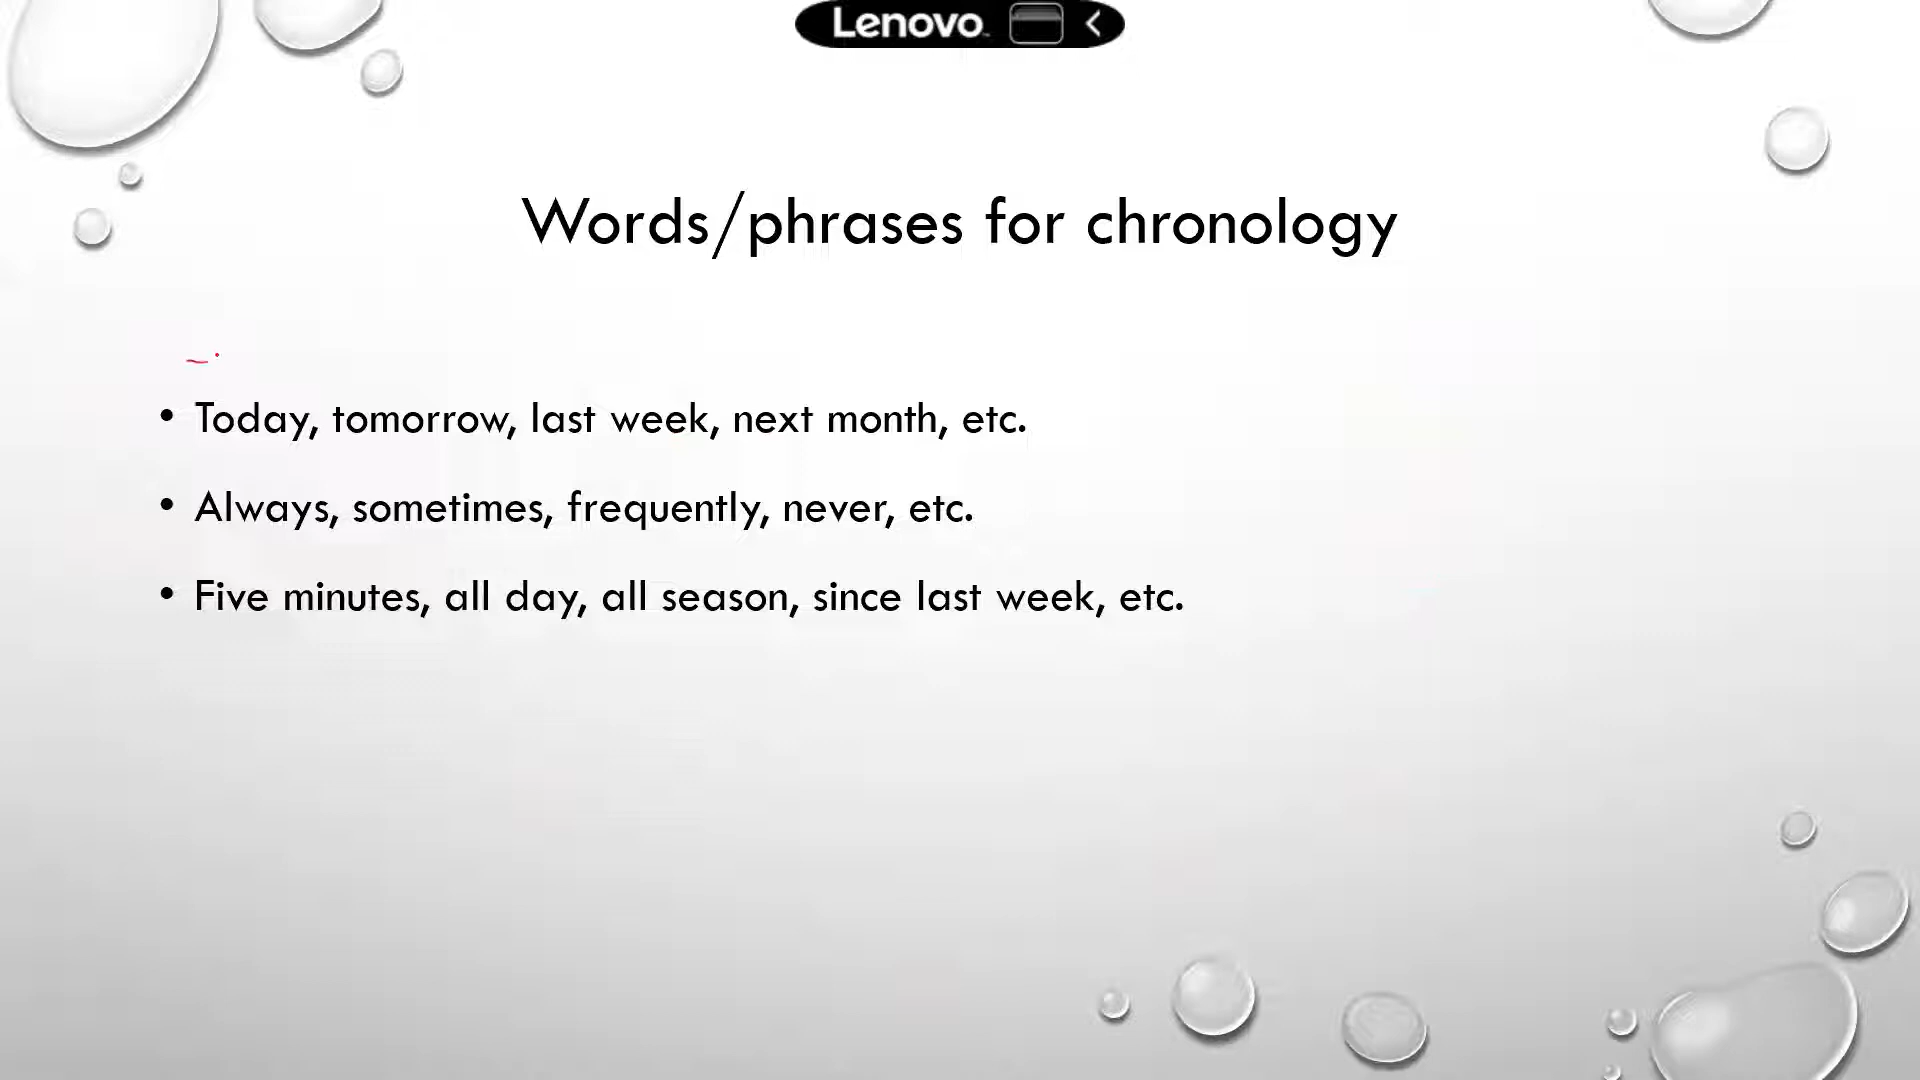 Lenovo
Words/phrases for chronology
• Today, tomorrow, last week, next month, etc.
• Always, sometimes, frequently, never, etc.
• Five minutes, all day, all season, since last week, etc.